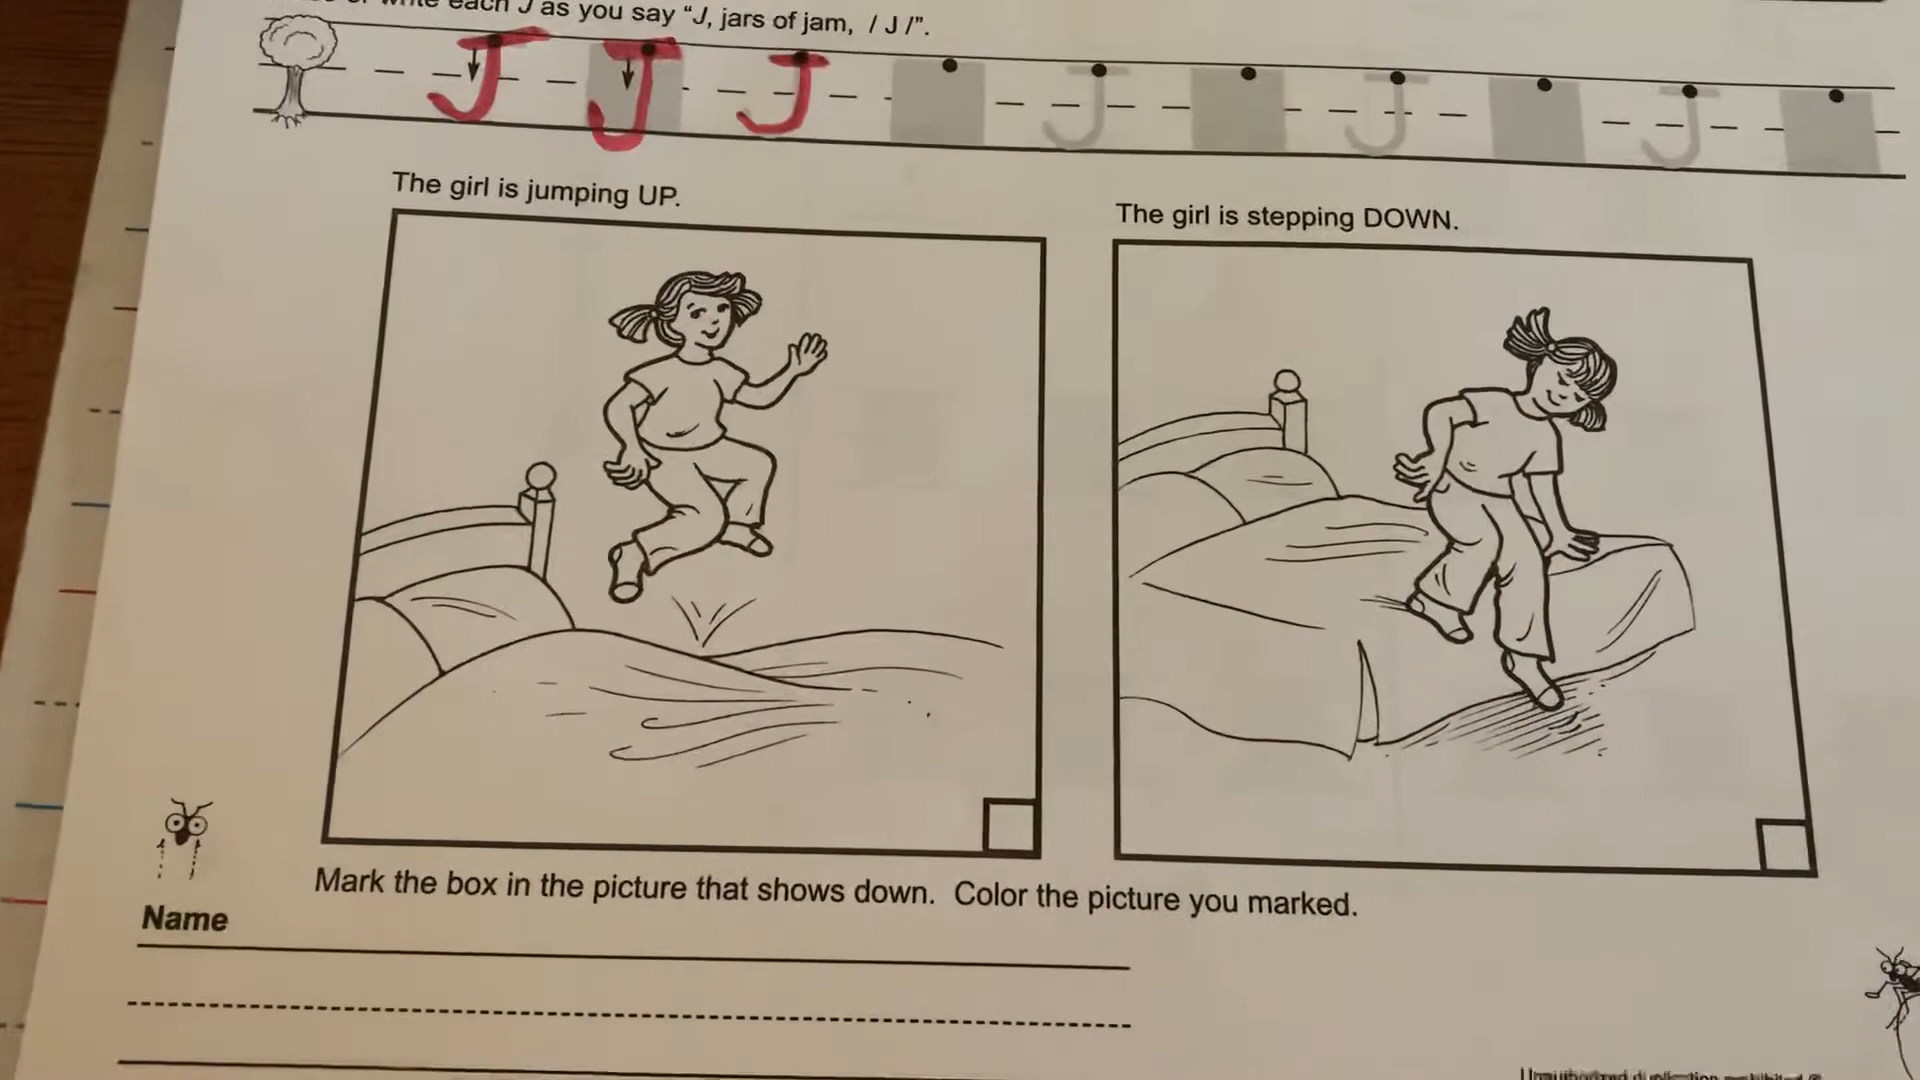 each J as you say “J, jars of jam, / J /”.
J J J J J J
The girl is jumping UP.
The girl is stepping DOWN.
Mark the box in the picture that shows down. Color the picture you marked.
Name